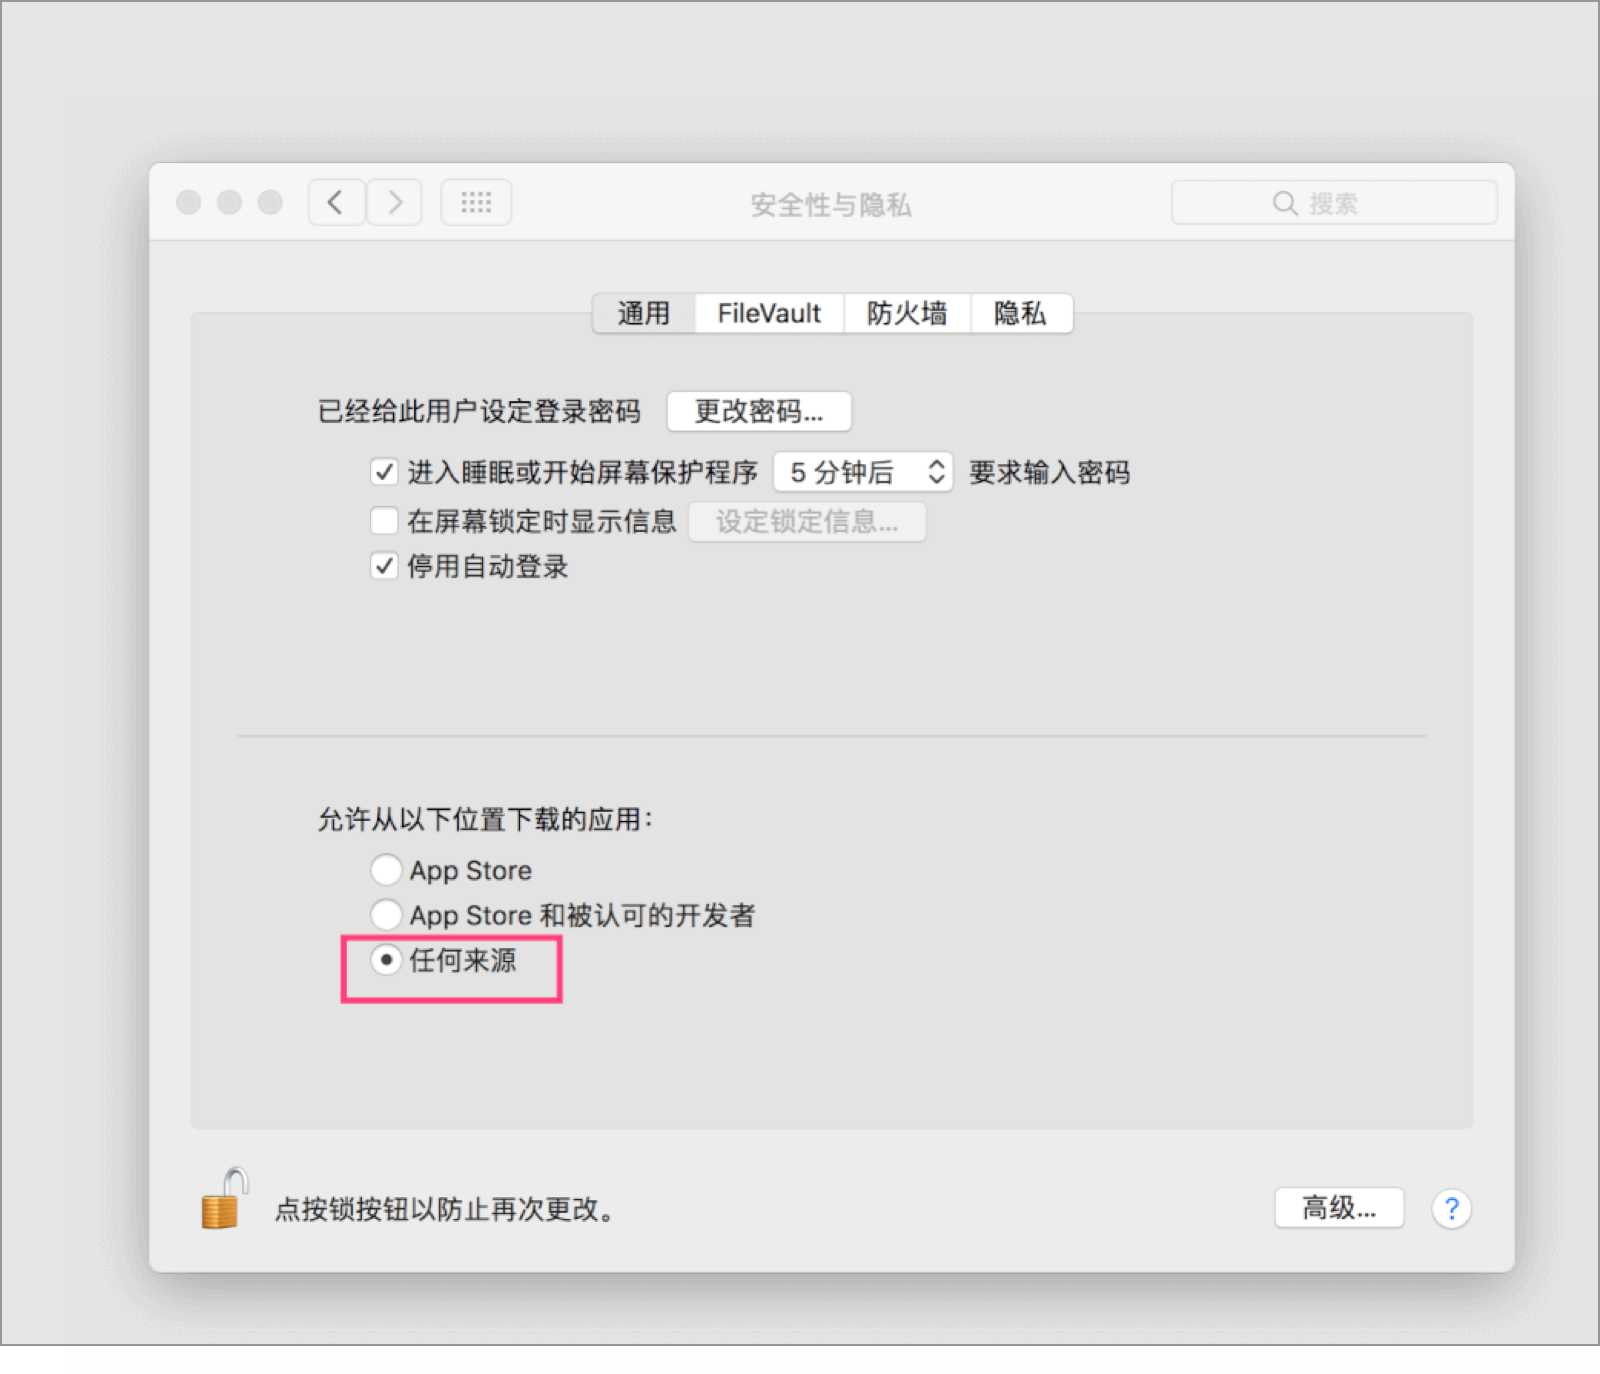 安全性与隐私
搜索
通用 FileVault 防火墙 隐私
已经给此用户设定登录密码 更改密码...
进入睡眠或开始屏幕保护程序 5 分钟后 要求输入密码
在屏幕锁定时显示信息 设定锁定信息...
停用自动登录
允许从以下位置下载的应用：
App Store
App Store 和被认可的开发者
任何来源
点按锁按钮以防止再次更改。
高级... ?